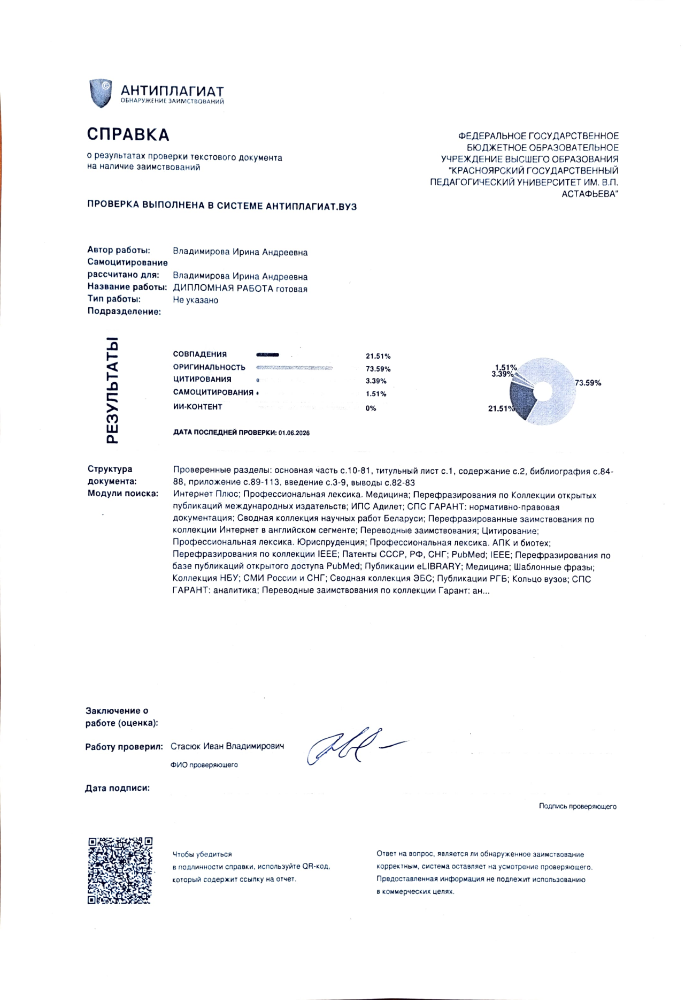 АНТИПЛАГИАТ
ОБНАРУЖЕНИЕ ЗАИМСТВОВАНИЙ
СПРАВКА
о результатах проверки текстового документа
на наличие заимствований
ФЕДЕРАЛЬНОЕ ГОСУДАРСТВЕННОЕ
БЮДЖЕТНОЕ ОБРАЗОВАТЕЛЬНОЕ
УЧРЕЖДЕНИЕ ВЫСШЕГО ОБРАЗОВАНИЯ
"КРАСНОЯРСКИЙ ГОСУДАРСТВЕННЫЙ
ПЕДАГОГИЧЕСКИЙ УНИВЕРСИТЕТ ИМ. В.П.
АСТАФЬЕВА"
ПРОВЕРКА ВЫПОЛНЕНА В СИСТЕМЕ АНТИПЛАГИАТ.ВУЗ
Автор работы: Владимирова Ирина Андреевна
Самоцитирование
рассчитано для: Владимирова Ирина Андреевна
Название работы: ДИПЛОМНАЯ РАБОТА готовая
Тип работы: Не указано
Подразделение:
РЕЗУЛЬТАТЫ
СОВПАДЕНИЯ 21.51%
ОРИГИНАЛЬНОСТЬ 73.59%
ЦИТИРОВАНИЯ 3.39%
САМОЦИТИРОВАНИЯ 1.51%
ИИ-КОНТЕНТ 0%
1.51%
3.39%
73.59%
21.51%
ДАТА ПОСЛЕДНЕЙ ПРОВЕРКИ: 01.06.2026
Структура
документа:
Проверенные разделы: основная часть с.10-81, титульный лист с.1, содержание с.2, библиография с.84-
88, приложение с.89-113, введение с.3-9, выводы с.82-83
Модули поиска: Интернет Плюс; Профессиональная лексика. Медицина; Перефразирования по Коллекции открытых
публикаций международных издательств; ИПС Адилет; СПС ГАРАНТ: нормативно-правовая
документация; Сводная коллекция научных работ Беларуси; Перефразированные заимствования по
коллекции Интернет в английском сегменте; Переводные заимствования; Цитирование;
Профессиональная лексика. Юриспруденция; Профессиональная лексика. АПК и биотех;
Перефразирования по коллекции IEEE; Патенты СССР, РФ, СНГ; PubMed; IEEE; Перефразирования по
базе публикаций открытого доступа PubMed; Публикации eLIBRARY; Медицина; Шаблонные фразы;
Коллекция НБУ; СМИ России и СНГ; Сводная коллекция ЭБС; Публикации РГБ; Кольцо вузов; СПС
ГАРАНТ: аналитика; Переводные заимствования по коллекции Гарант: ан...
Заключение о
работе (оценка):
Работу проверил: Стасюк Иван Владимирович
ФИО проверяющего
Дата подписи:
Подпись проверяющего
Чтобы убедиться
в подлинности справки, используйте QR-код,
который содержит ссылку на отчет.
Ответ на вопрос, является ли обнаруженное заимствование
корректным, система оставляет на усмотрение проверяющего.
Предоставленная информация не подлежит использованию
в коммерческих целях.